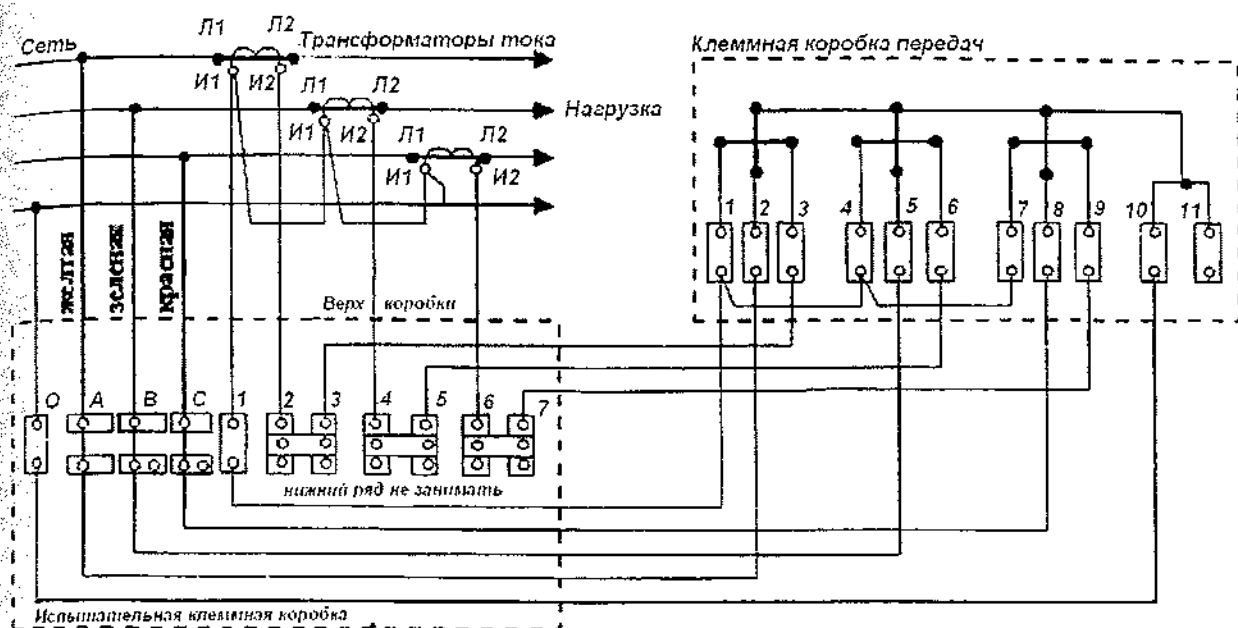 Л1 Л2
Сеть Трансформаторы тока Клеммная коробка передач
И1 И2 Л1 Л2
Нагрузка
И1 И2 Л1 Л2
И1 И2
желтая
зеленая
красная
1 2 3 4 5 6 7 8 9 10 11
Верх коробки
О А В С 1 2 3 4 5 6 7
нижний ряд не занимать
Испытательная клеммная коробка